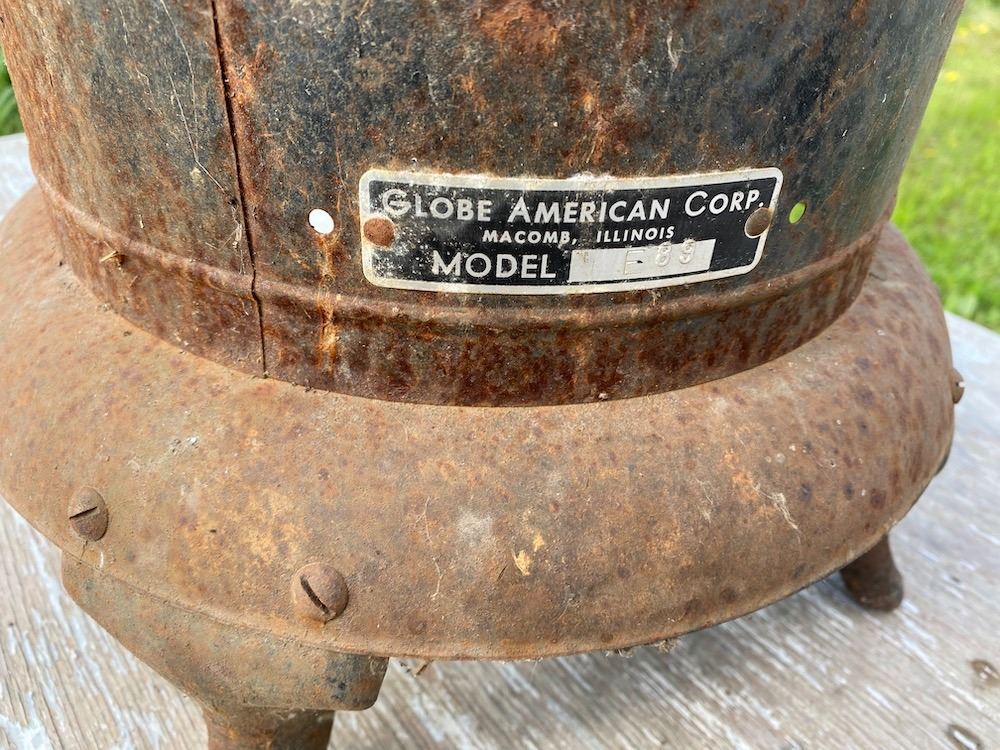 GLOBE AMERICAN CORP.
MACOMB, ILLINOIS
MODEL